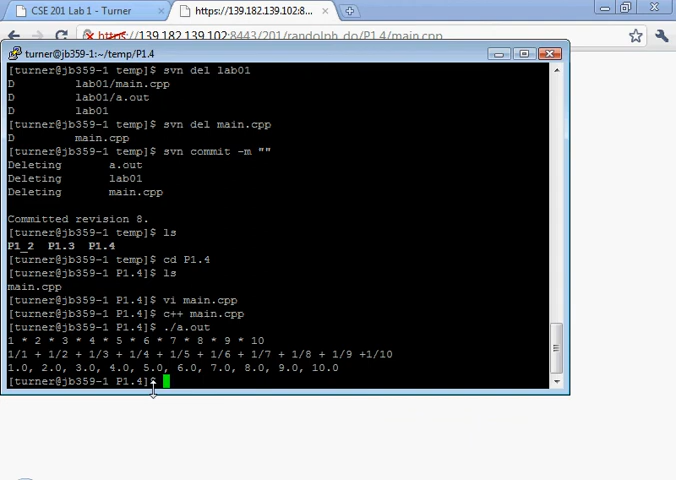 CSE 201 Lab 1 - Turner
https://139.182.139.102:8...
https://139.182.139.102:8443/201/randolph_do/P1.4/main.cpp
turner@jb359-1:~/temp/P1.4
[turner@jb359-1 temp]$ svn del lab01
D lab01/main.cpp
D lab01/a.out
D lab01
[turner@jb359-1 temp]$ svn del main.cpp
D main.cpp
[turner@jb359-1 temp]$ svn commit -m ""
Deleting a.out
Deleting lab01
Deleting main.cpp
Committed revision 8.
[turner@jb359-1 temp]$ ls
P1_2 P1.3 P1.4
[turner@jb359-1 temp]$ cd P1.4
[turner@jb359-1 P1.4]$ ls
main.cpp
[turner@jb359-1 P1.4]$ vi main.cpp
[turner@jb359-1 P1.4]$ c++ main.cpp
[turner@jb359-1 P1.4]$ ./a.out
1 * 2 * 3 * 4 * 5 * 6 * 7 * 8 * 9 * 10
1/1 + 1/2 + 1/3 + 1/4 + 1/5 + 1/6 + 1/7 + 1/8 + 1/9 +1/10
1.0, 2.0, 3.0, 4.0, 5.0, 6.0, 7.0, 8.0, 9.0, 10.0
[turner@jb359-1 P1.4]$